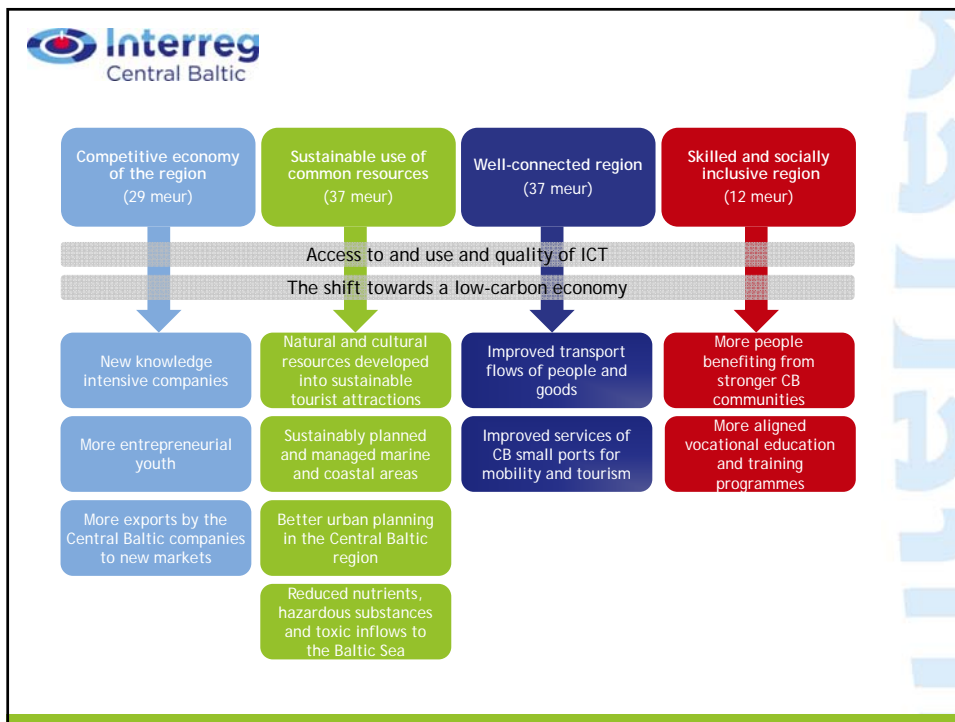 Interreg
Central Baltic
Competitive economy
of the region
(29 meur)
Sustainable use of
common resources
(37 meur)
Well-connected region
(37 meur)
Skilled and socially
inclusive region
(12 meur)
Access to and use and quality of ICT
The shift towards a low-carbon economy
New knowledge
intensive companies
More entrepreneurial
youth
More exports by the
Central Baltic companies
to new markets
Natural and cultural
resources developed
into sustainable
tourist attractions
Sustainably planned
and managed marine
and coastal areas
Better urban planning
in the Central Baltic
region
Reduced nutrients,
hazardous substances
and toxic inflows to
the Baltic Sea
Improved transport
flows of people and
goods
Improved services of
CB small ports for
mobility and tourism
More people
benefiting from
stronger CB
communities
More aligned
vocational education
and training
programmes